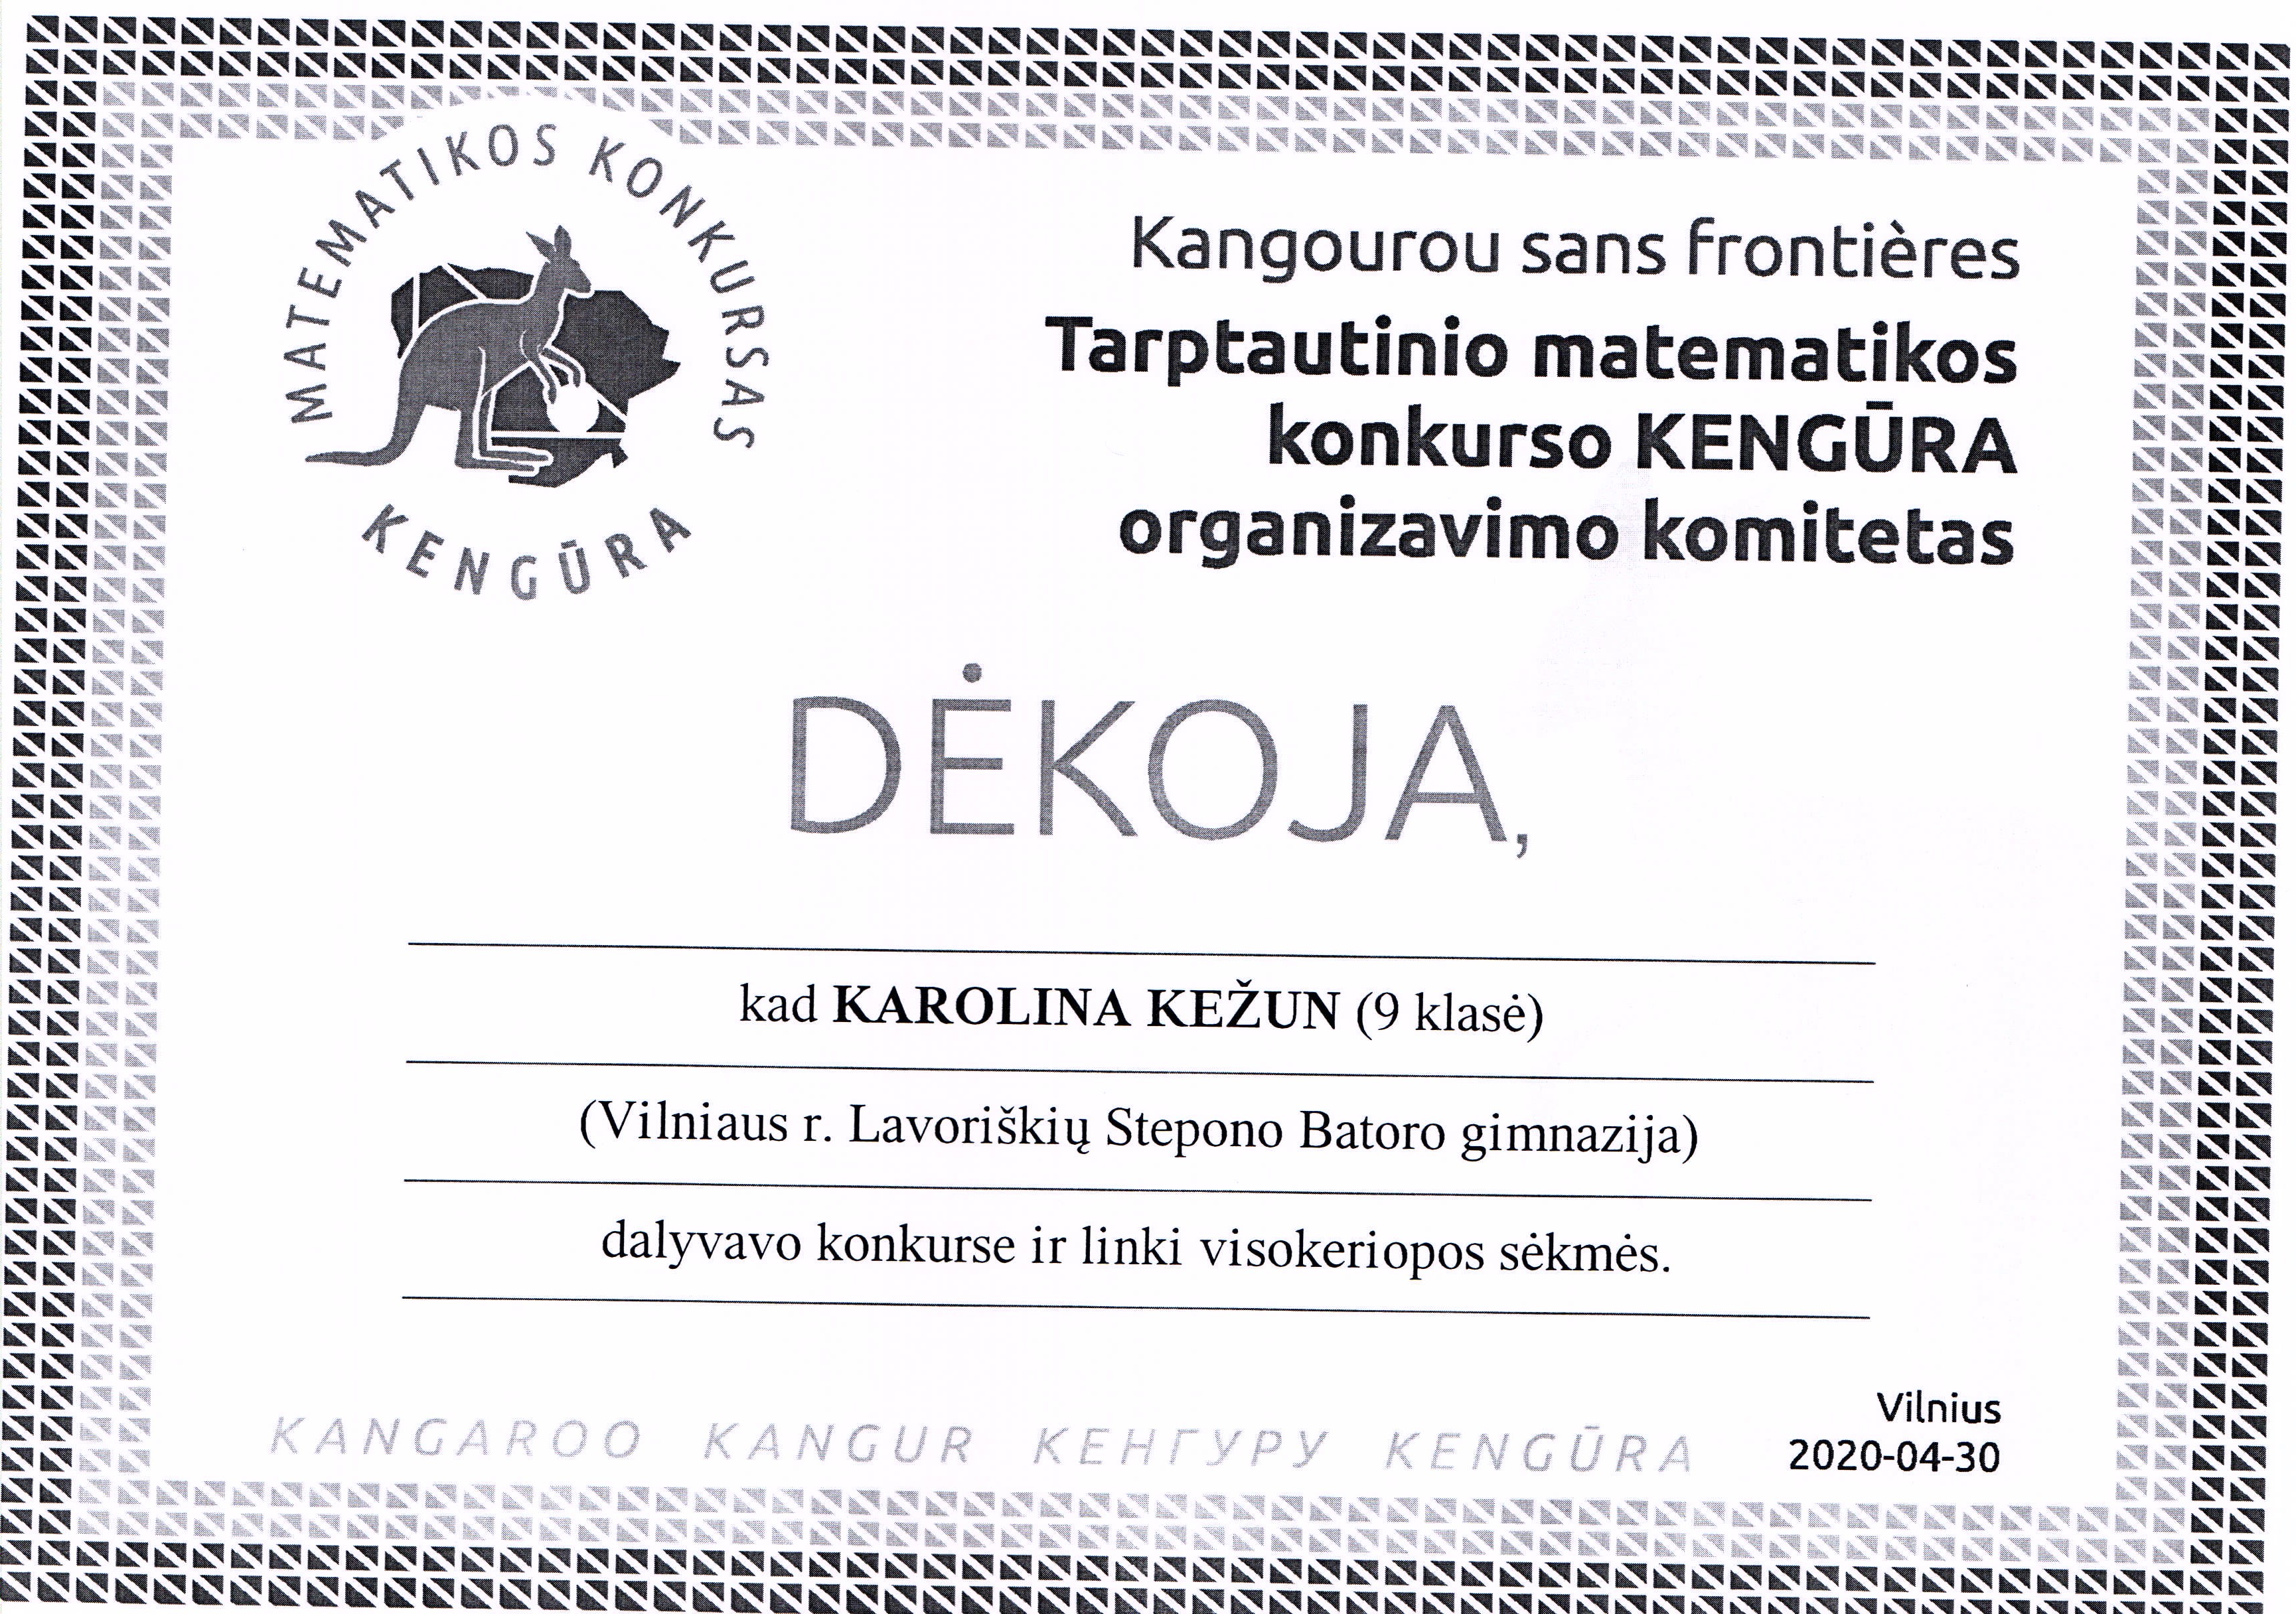 MATEMATIKOS KONKURSAS
KENGŪRA
Kangourou sans frontières
Tarptautinio matematikos
konkurso KENGŪRA
organizavimo komitetas
DĖKOJA,
kad KAROLINA KEŽUN (9 klasė)
(Vilniaus r. Lavoriškių Stepono Batoro gimnazija)
dalyvavo konkurse ir linki visokeriopos sėkmės.
KANGAROO KANGUR КЕНГУРУ KENGŪRA
Vilnius
2020-04-30